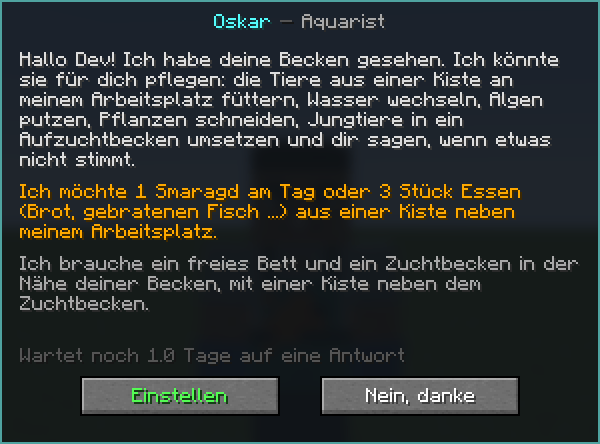 Oskar – Aquarist
Hallo Dev! Ich habe deine Becken gesehen. Ich könnte
sie für dich pflegen: die Tiere aus einer Kiste an
meinem Arbeitsplatz füttern, Wasser wechseln, Algen
putzen, Pflanzen schneiden, Jungtiere in ein
Aufzuchtbecken umsetzen und dir sagen, wenn etwas
nicht stimmt.
Ich möchte 1 Smaragd am Tag oder 3 Stück Essen
(Brot, gebratenen Fisch ...) aus einer Kiste neben
meinem Arbeitsplatz.
Ich brauche ein freies Bett und ein Zuchtbecken in der
Nähe deiner Becken, mit einer Kiste neben dem
Zuchtbecken.
Wartet noch 1.0 Tage auf eine Antwort
Einstellen
Nein, danke